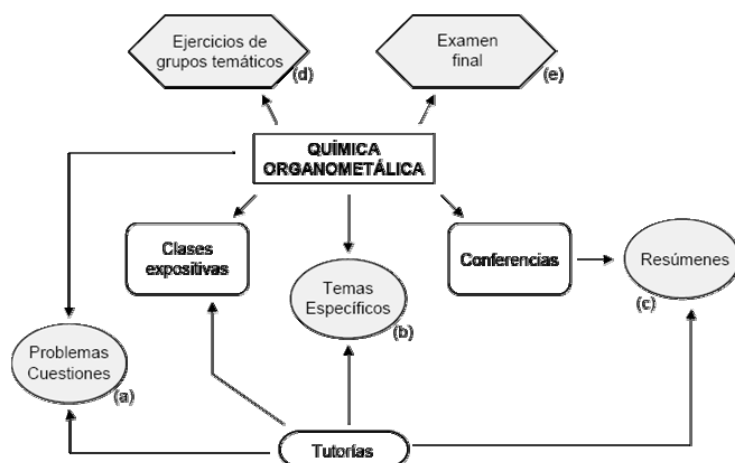 Ejercicios de
grupos temáticos
(d)
Examen
final
(e)
QUÍMICA
ORGANOMETÁLICA
Clases
expositivas
Conferencias
Resúmenes
(c)
Temas
Específicos
(b)
Problemas
Cuestiones
(a)
Tutorías